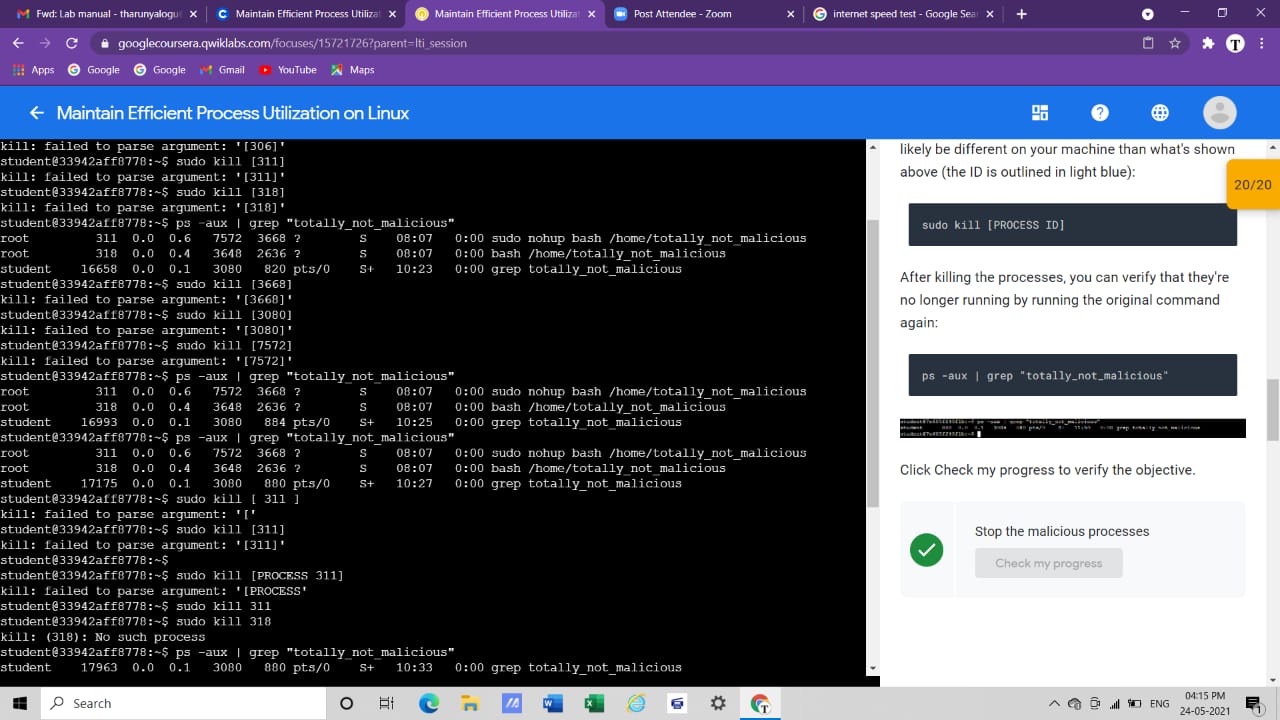 Fwd: Lab manual - tharunyalogue
Maintain Efficient Process Utiliza
Maintain Efficient Process Utilizat
Post Attendee - Zoom
internet speed test - Google Sea
googlecoursera.qwiklabs.com/focuses/15721726?parent=lti_session
T
Apps Google Google Gmail YouTube Maps
Maintain Efficient Process Utilization on Linux
kill: failed to parse argument: '[306]'
student@33942aff8778:~$ sudo kill [311]
kill: failed to parse argument: '[311]'
student@33942aff8778:~$ sudo kill [318]
kill: failed to parse argument: '[318]'
student@33942aff8778:~$ ps -aux | grep "totally_not_malicious"
root 311 0.0 0.6 7572 3668 ? S 08:07 0:00 sudo nohup bash /home/totally_not_malicious
root 318 0.0 0.4 3648 2636 ? S 08:07 0:00 bash /home/totally_not_malicious
student 16658 0.0 0.1 3080 820 pts/0 S+ 10:23 0:00 grep totally_not_malicious
student@33942aff8778:~$ sudo kill [3668]
kill: failed to parse argument: '[3668]'
student@33942aff8778:~$ sudo kill [3080]
kill: failed to parse argument: '[3080]'
student@33942aff8778:~$ sudo kill [7572]
kill: failed to parse argument: '[7572]'
student@33942aff8778:~$ ps -aux | grep "totally_not_malicious"
root 311 0.0 0.6 7572 3668 ? S 08:07 0:00 sudo nohup bash /home/totally_not_malicious
root 318 0.0 0.4 3648 2636 ? S 08:07 0:00 bash /home/totally_not_malicious
student 16993 0.0 0.1 3080 884 pts/0 S+ 10:25 0:00 grep totally_not_malicious
student@33942aff8778:~$ ps -aux | grep "totally_not_malicious"
root 311 0.0 0.6 7572 3668 ? S 08:07 0:00 sudo nohup bash /home/totally_not_malicious
root 318 0.0 0.4 3648 2636 ? S 08:07 0:00 bash /home/totally_not_malicious
student 17175 0.0 0.1 3080 880 pts/0 S+ 10:27 0:00 grep totally_not_malicious
student@33942aff8778:~$ sudo kill [ 311 ]
kill: failed to parse argument: '['
student@33942aff8778:~$ sudo kill [311]
kill: failed to parse argument: '[311]'
student@33942aff8778:~$
student@33942aff8778:~$ sudo kill [PROCESS 311]
kill: failed to parse argument: '[PROCESS'
student@33942aff8778:~$ sudo kill 311
student@33942aff8778:~$ sudo kill 318
kill: (318): No such process
student@33942aff8778:~$ ps -aux | grep "totally_not_malicious"
student 17963 0.0 0.1 3080 880 pts/0 S+ 10:33 0:00 grep totally_not_malicious
likely be different on your machine than what's shown
above (the ID is outlined in light blue):
20/20
sudo kill [PROCESS ID]
After killing the processes, you can verify that they're
no longer running by running the original command
again:
ps -aux | grep "totally_not_malicious"
Click Check my progress to verify the objective.
Stop the malicious processes
Check my progress
Search
ENG
04:15 PM
24-05-2021
1